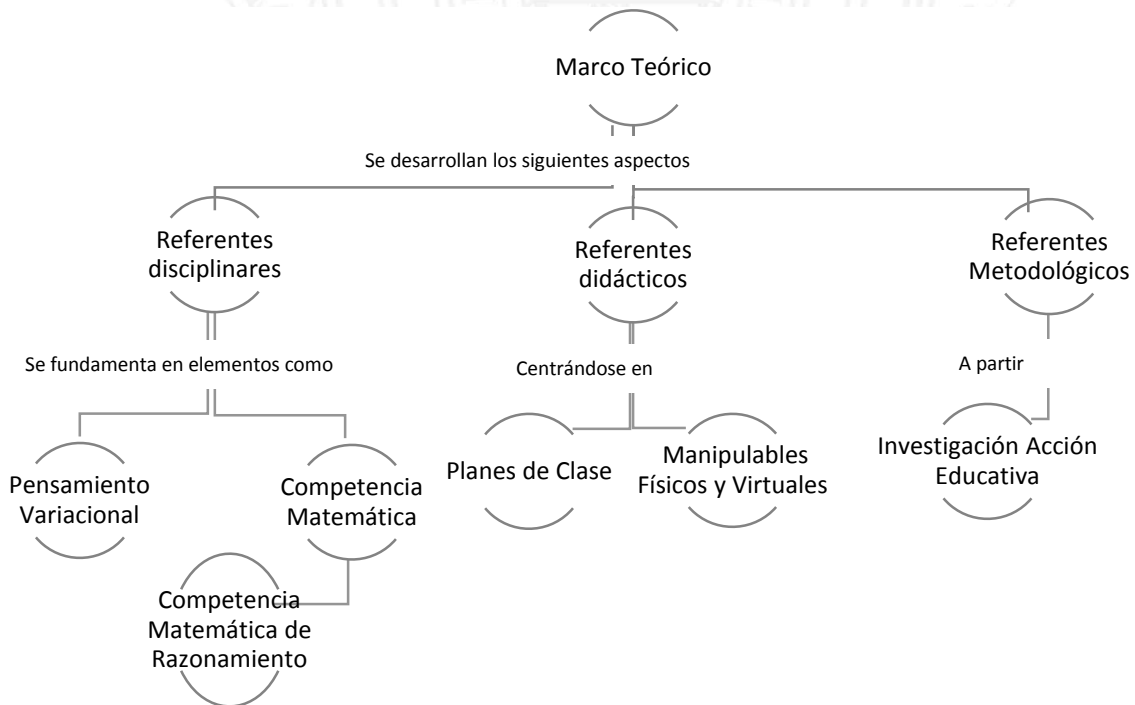 Marco Teórico
Se desarrollan los siguientes aspectos
Referentes
disciplinares
Referentes
didácticos
Referentes
Metodológicos
Se fundamenta en elementos como
Centrándose en
A partir
Pensamiento
Variacional
Competencia
Matemática
Planes de Clase
Manipulables
Físicos y Virtuales
Investigación Acción
Educativa
Competencia
Matemática de
Razonamiento